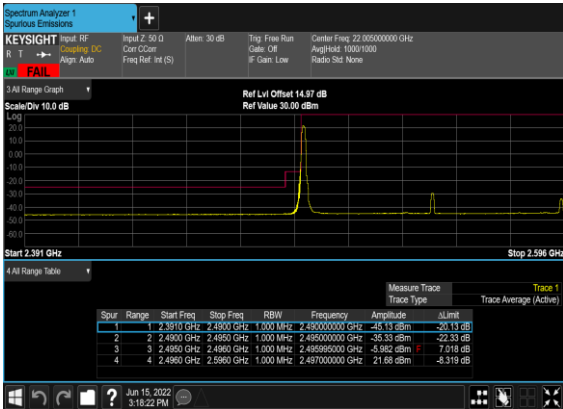 Spectrum Analyzer 1
Spurious Emissions
+
KEYSIGHT Input: RF Input Z: 50 Ω Atten: 30 dB Trig: Free Run Center Freq: 22.005000000 GHz
R T Coupling: DC Corr CCorr Gate: Off Avg|Hold: 1000/1000
Align: Auto Freq Ref: Int (S) IF Gain: Low Radio Std: None
LW FAIL
3 All Range Graph
Ref Lvl Offset 14.97 dB
Scale/Div 10.0 dB Ref Value 30.00 dBm
Log
20.0
10.0
0.00
-10.0
-20.0
-30.0
-40.0
-50.0
-60.0
Start 2.391 GHz Stop 2.596 GHz
4 All Range Table
Measure Trace Trace 1
Trace Type Trace Average (Active)
Spur Range Start Freq Stop Freq RBW Frequency Amplitude ΔLimit
1 1 2.3910 GHz 2.4900 GHz 1.000 MHz 2.490000000 GHz -45.13 dBm -20.13 dB
2 2 2.4900 GHz 2.4950 GHz 1.000 MHz 2.495000000 GHz -35.33 dBm -22.33 dB
3 3 2.4950 GHz 2.4960 GHz 1.000 MHz 2.495995000 GHz -5.982 dBm F 7.018 dB
4 4 2.4960 GHz 2.5960 GHz 1.000 MHz 2.497000000 GHz 21.68 dBm -8.319 dB
? Jun 15, 2022
3:18:22 PM